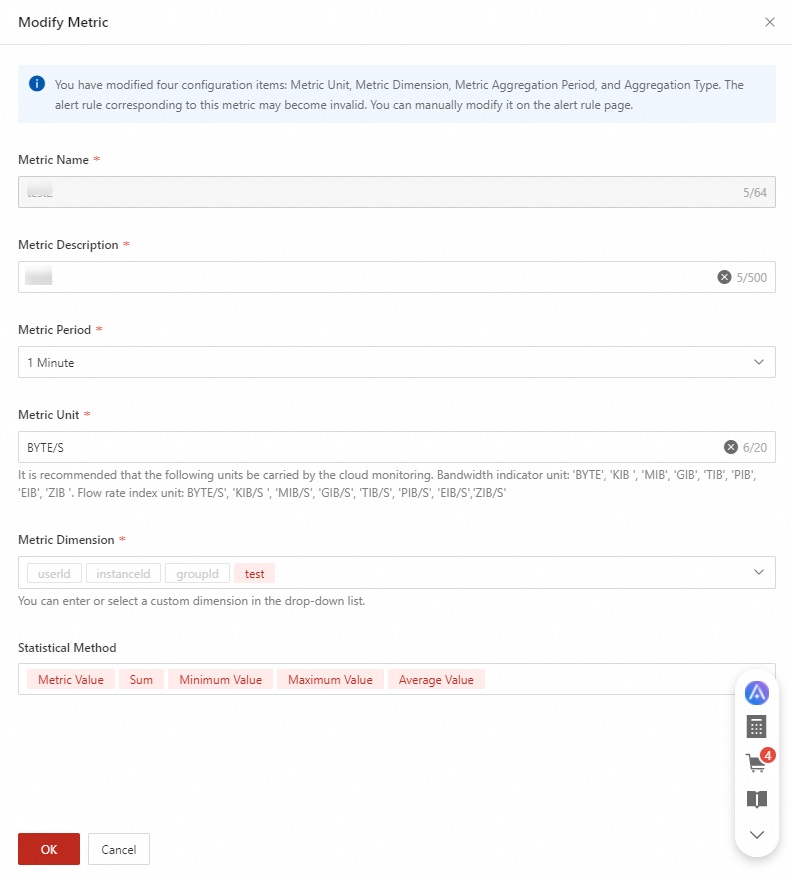 Modify Metric
You have modified four configuration items: Metric Unit, Metric Dimension, Metric Aggregation Period, and Aggregation Type. The
alert rule corresponding to this metric may become invalid. You can manually modify it on the alert rule page.
Metric Name *
5/64
Metric Description *
5/500
Metric Period *
1 Minute
Metric Unit *
BYTE/S
6/20
It is recommended that the following units be carried by the cloud monitoring. Bandwidth indicator unit: 'BYTE', 'KIB ', 'MIB', 'GIB', 'TIB', 'PIB',
'EIB', 'ZIB '. Flow rate index unit: BYTE/S', 'KIB/S ', 'MIB/S', 'GIB/S', 'TIB/S', 'PIB/S', 'EIB/S','ZIB/S'
Metric Dimension *
userId instanceId groupId test
You can enter or select a custom dimension in the drop-down list.
Statistical Method
Metric Value Sum Minimum Value Maximum Value Average Value
4
OK Cancel